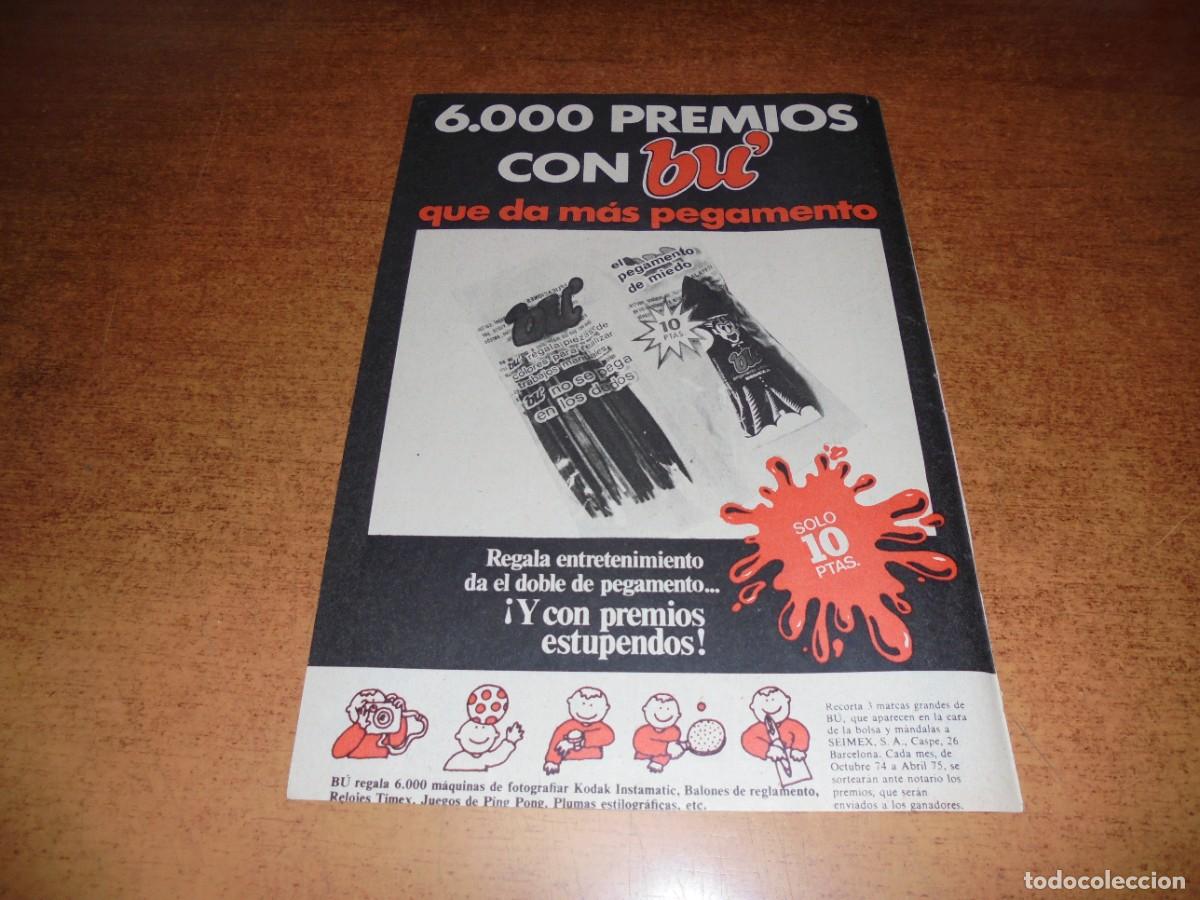 6.000 PREMIOS
CON bu'
que da más pegamento
bu'
bu' regala piezas de
colores para realizar
trabajos manuales
bu' no se pega
en los dedos
el
pegamento
de miedo
10
PTAS
bu'
SOLO
10
PTAS.
Regala entretenimiento
da el doble de pegamento...
¡Y con premios
estupendos!
BÚ regala 6.000 máquinas de fotografiar Kodak Instamatic, Balones de reglamento,
Relojes Timex, Juegos de Ping Pong, Plumas estilográficas, etc.
Recorta 3 marcas grandes de
BÚ, que aparecen en la cara
de la bolsa y mándalas a
SEIMEX, S. A., Caspe, 26
Barcelona. Cada mes, de
Octubre 74 a Abril 75, se
sortearán ante notario los
premios, que serán
enviados a los ganadores.
todocoleccion